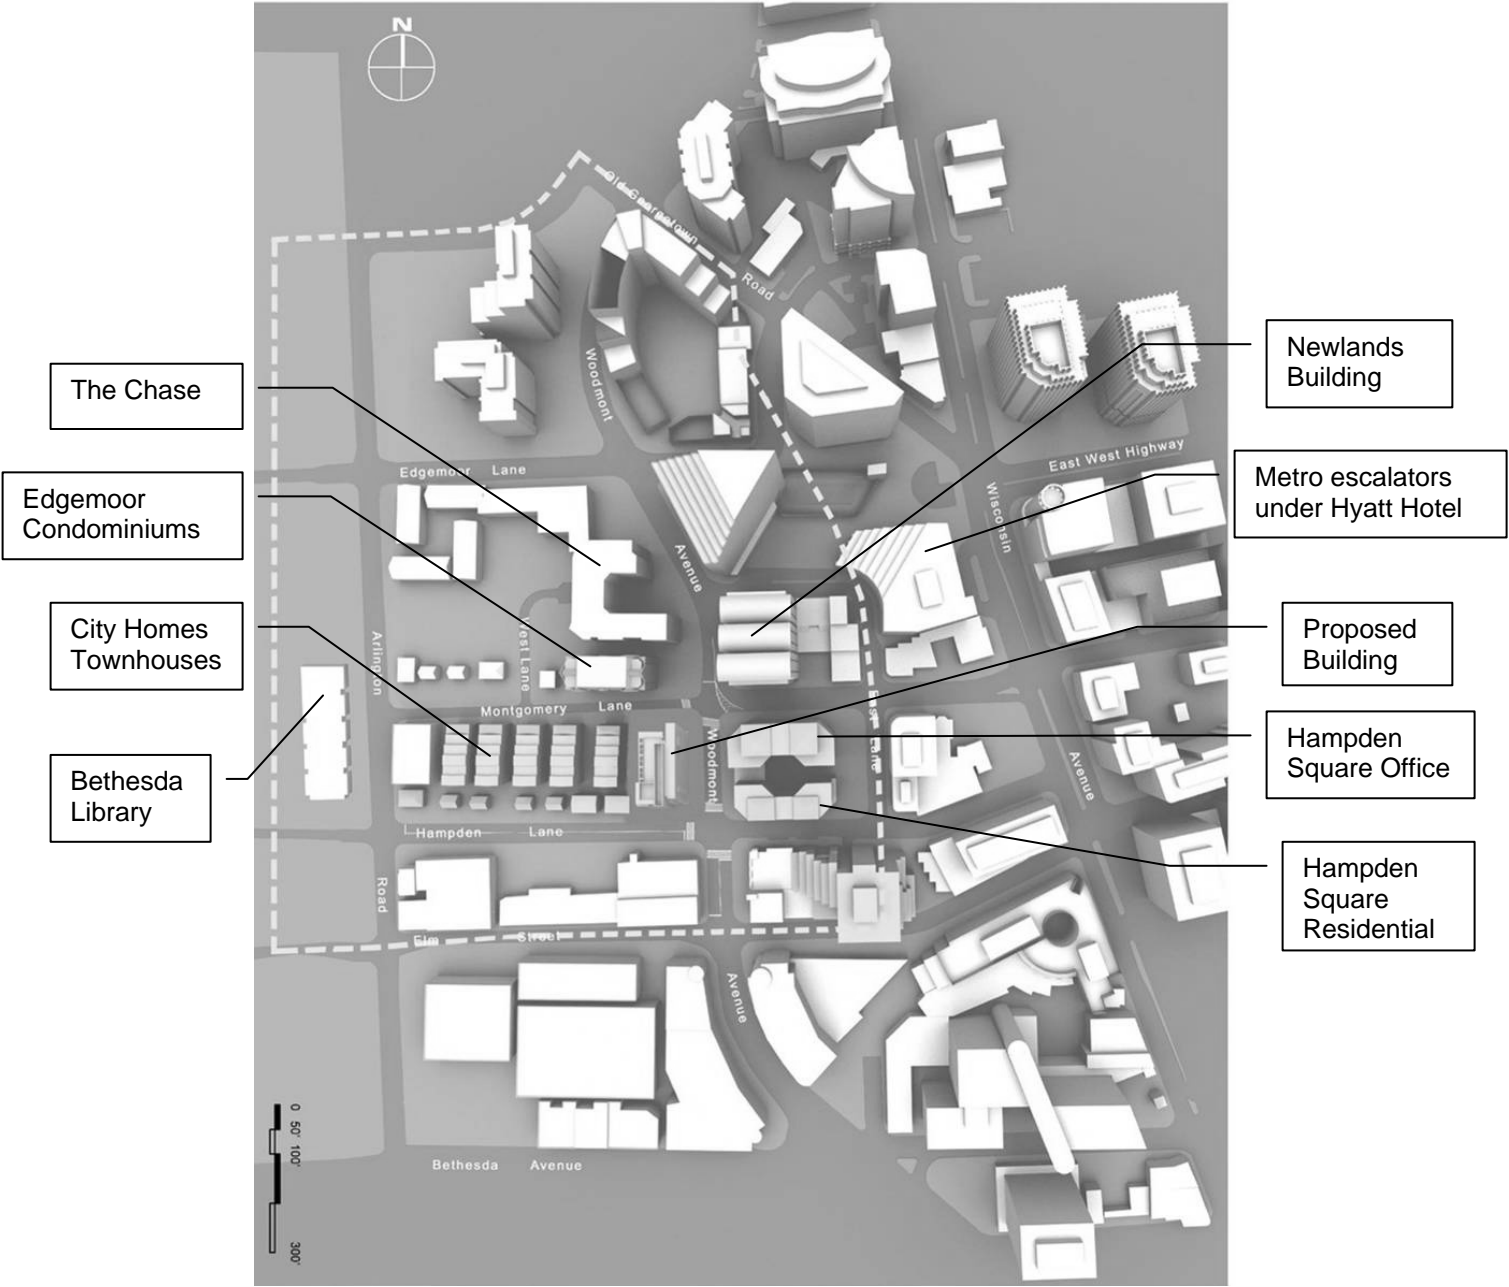 N
Old Georgetown
Road
The Chase
Newlands
Building
Woodmont
East West Highway
Edgemoor Lane
Metro escalators
under Hyatt Hotel
Edgemoor
Condominiums
Wisconsin
Avenue
City Homes
Townhouses
Proposed
Building
West Lane
Arlington
Montgomery Lane
East Lane
Woodmont
Hampden
Square Office
Avenue
Bethesda
Library
Hampden Lane
Hampden
Square
Residential
Road
Elm Street
Avenue
0 50' 100'
300'
Bethesda Avenue